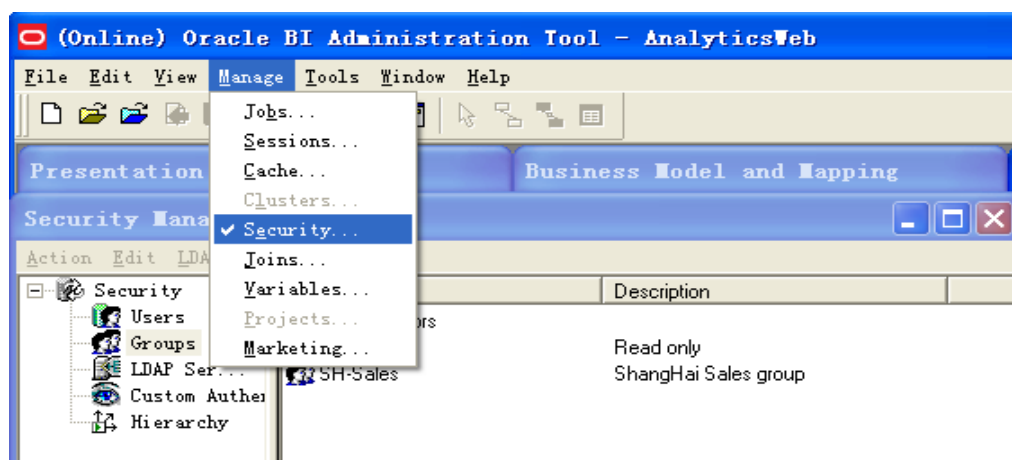 (Online) Oracle BI Administration Tool - AnalyticsWeb
File Edit View Manage Tools Window Help
Jobs...
Sessions...
Cache...
Clusters...
Security...
Joins...
Variables...
Projects...
Marketing...
Presentation
Business Model and Mapping
Security
Action Edit
Description
Security
Users
Groups
Read only
LDAP Ser...
SH-Sales
ShangHai Sales group
Custom
Hierarchy